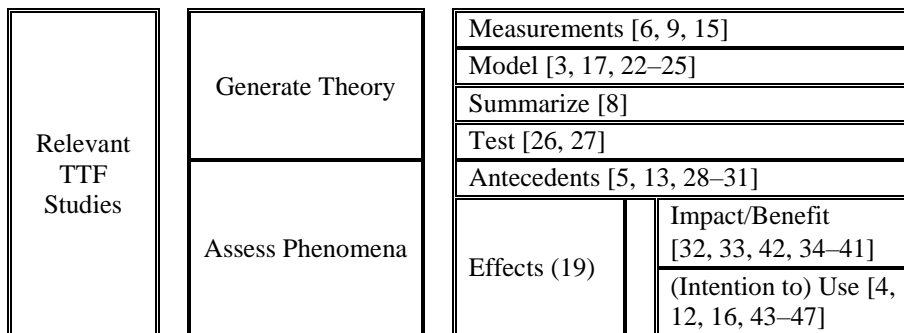 Relevant
TTF
Studies
Generate Theory
Measurements [6, 9, 15]
Model [3, 17, 22–25]
Summarize [8]
Test [26, 27]
Assess Phenomena
Antecedents [5, 13, 28–31]
Effects (19)
Impact/Benefit
[32, 33, 42, 34–41]
(Intention to) Use [4,
12, 16, 43–47]